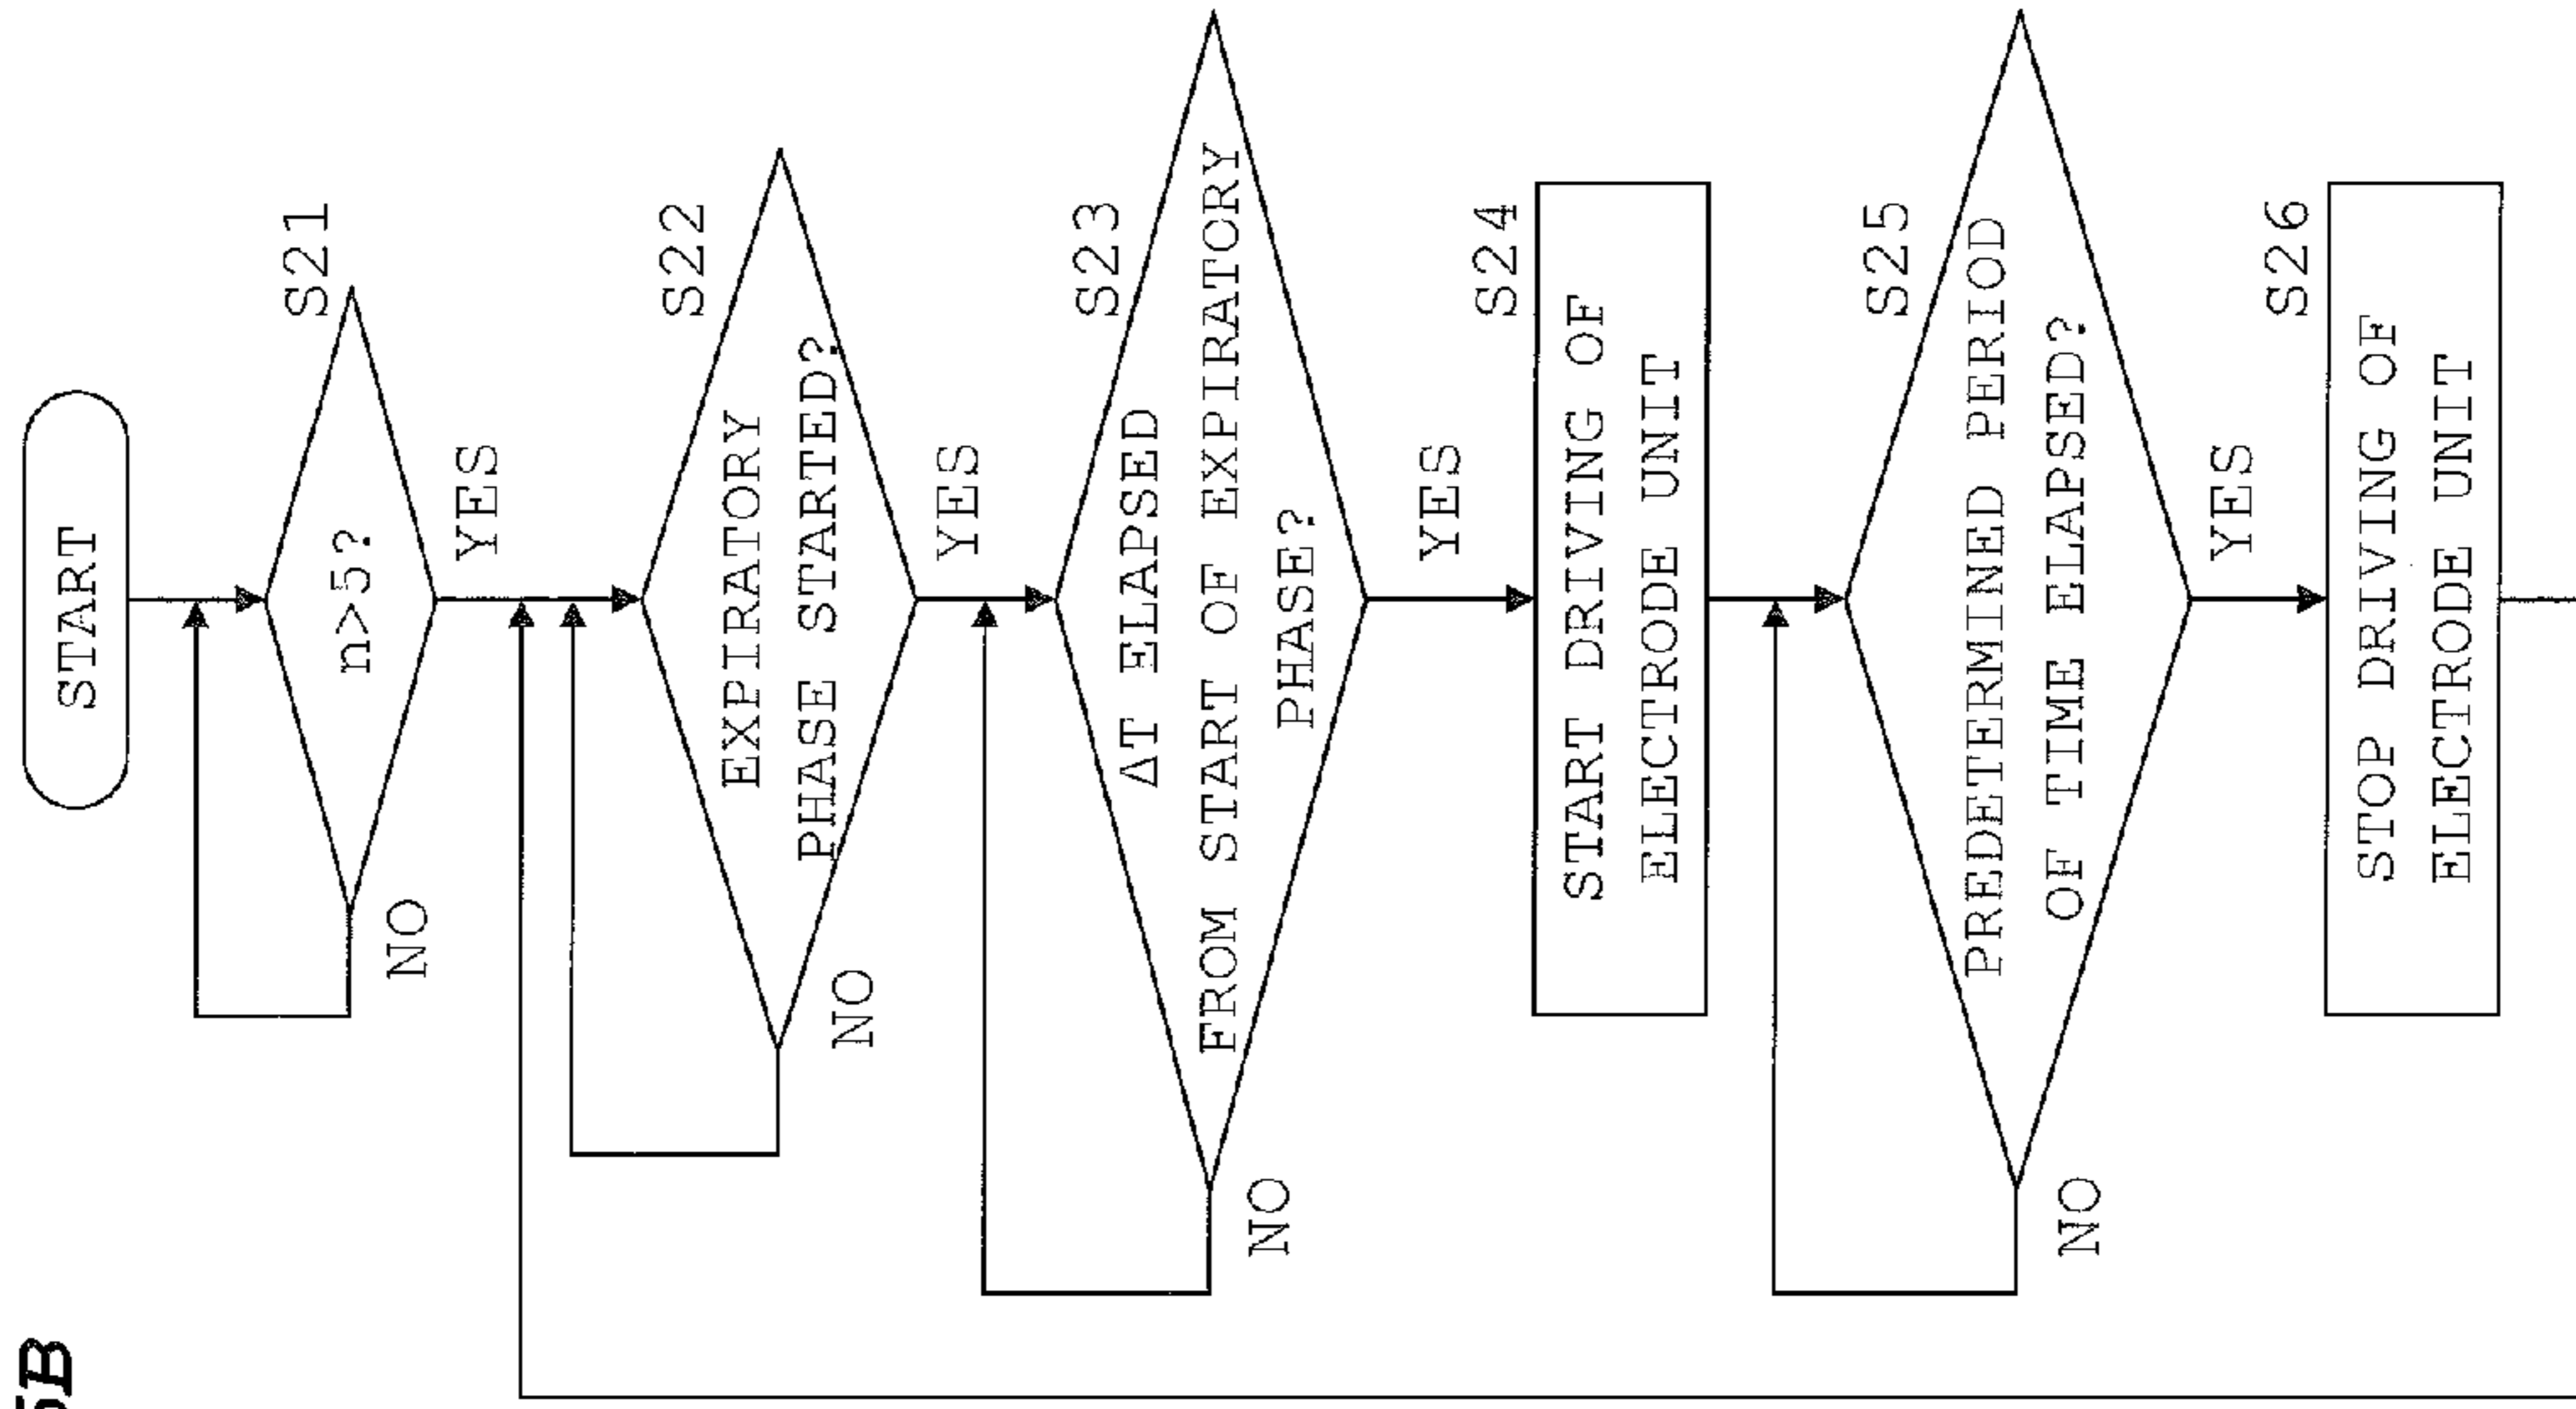 5B
START
S21
n>5?
NO
YES
S22
EXPIRATORY
PHASE STARTED?
NO
YES
S23
ΔT ELAPSED
FROM START OF EXPIRATORY
PHASE?
NO
YES
S24
START DRIVING OF
ELECTRODE UNIT
S25
PREDETERMINED PERIOD
OF TIME ELAPSED?
NO
YES
S26
STOP DRIVING OF
ELECTRODE UNIT